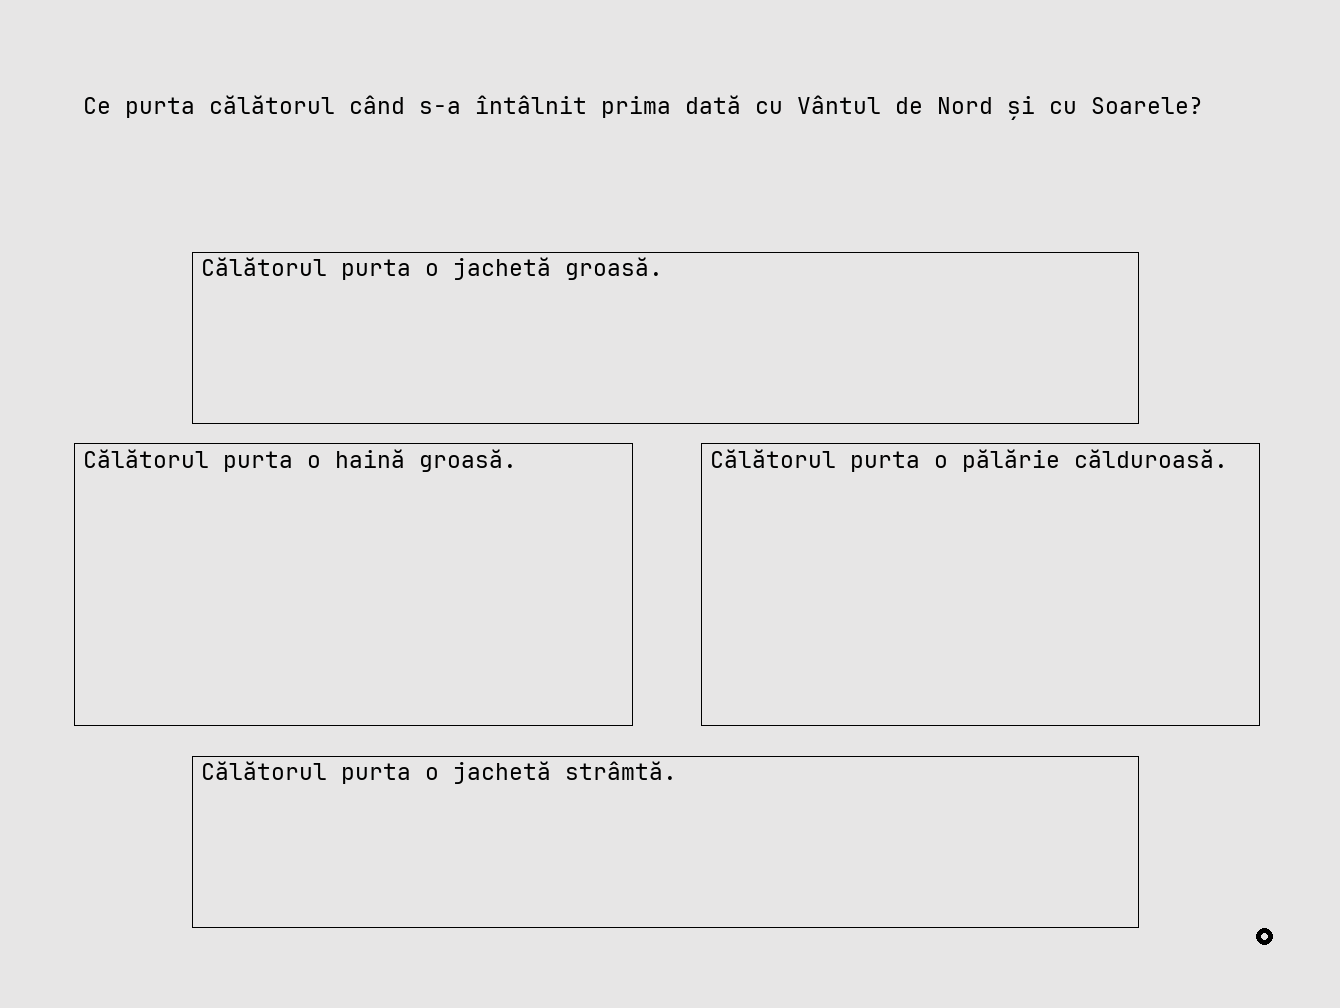 Ce purta călătorul când s-a întâlnit prima dată cu Vântul de Nord și cu Soarele?
Călătorul purta o jachetă groasă.
Călătorul purta o haină groasă.
Călătorul purta o pălărie călduroasă.
Călătorul purta o jachetă strâmtă.